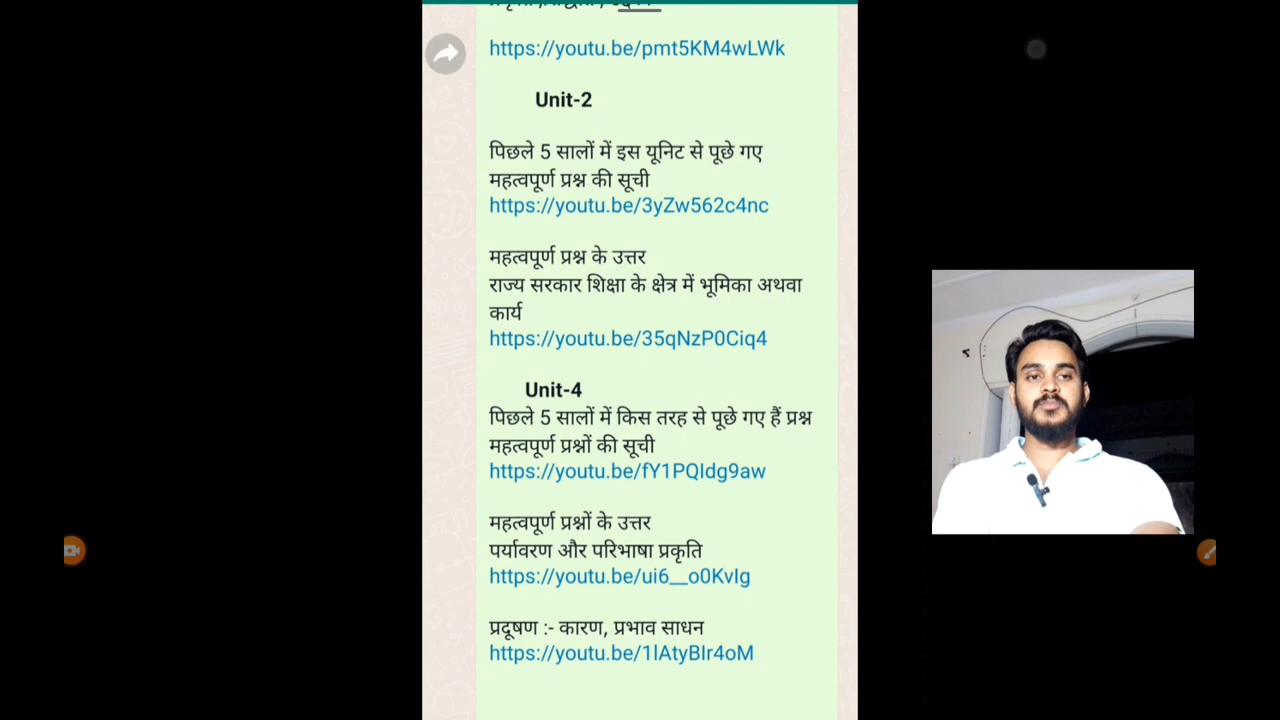 https://youtu.be/pmt5KM4wLWk
Unit-2
पिछले 5 सालों में इस यूनिट से पूछे गए
महत्वपूर्ण प्रश्न की सूची
https://youtu.be/3yZw562c4nc
महत्वपूर्ण प्रश्न के उत्तर
राज्य सरकार शिक्षा के क्षेत्र में भूमिका अथवा
कार्य
https://youtu.be/35qNzP0Ciq4
Unit-4
पिछले 5 सालों में किस तरह से पूछे गए हैं प्रश्न
महत्वपूर्ण प्रश्नों की सूची
https://youtu.be/fY1PQIdg9aw
महत्वपूर्ण प्रश्नों के उत्तर
पर्यावरण और परिभाषा प्रकृति
https://youtu.be/ui6__o0KvIg
प्रदूषण :- कारण, प्रभाव साधन
https://youtu.be/1lAtyBIr4oM